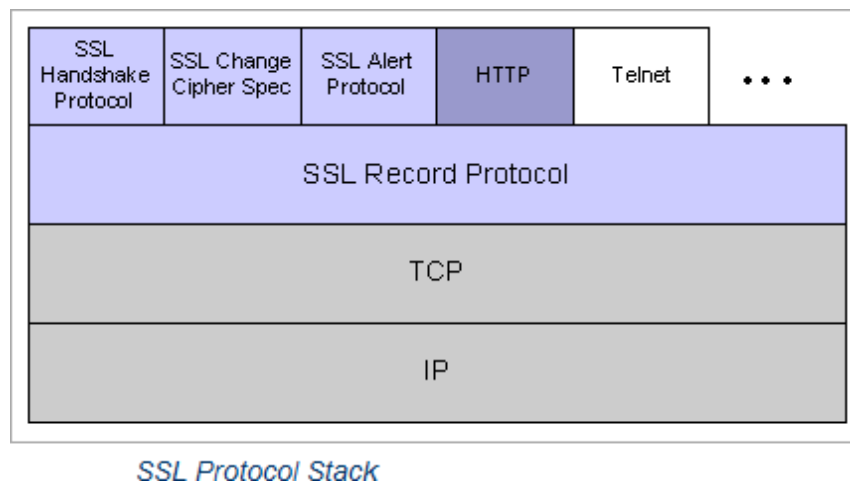 SSL
Handshake
Protocol
SSL Change
Cipher Spec
SSL Alert
Protocol
HTTP
Telnet
• • •
SSL Record Protocol
TCP
IP
SSL Protocol Stack